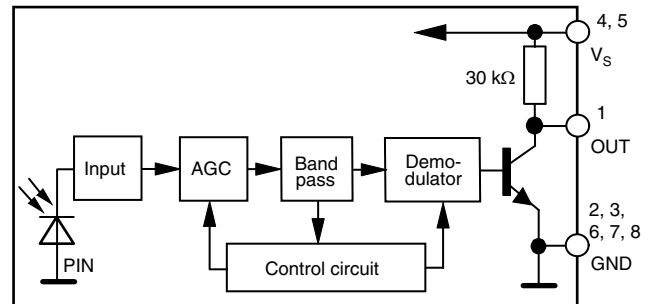 4, 5
V_S
30 kΩ
1
OUT
Input
AGC
Band
pass
Demo-
dulator
2, 3,
6, 7, 8
GND
PIN
Control circuit